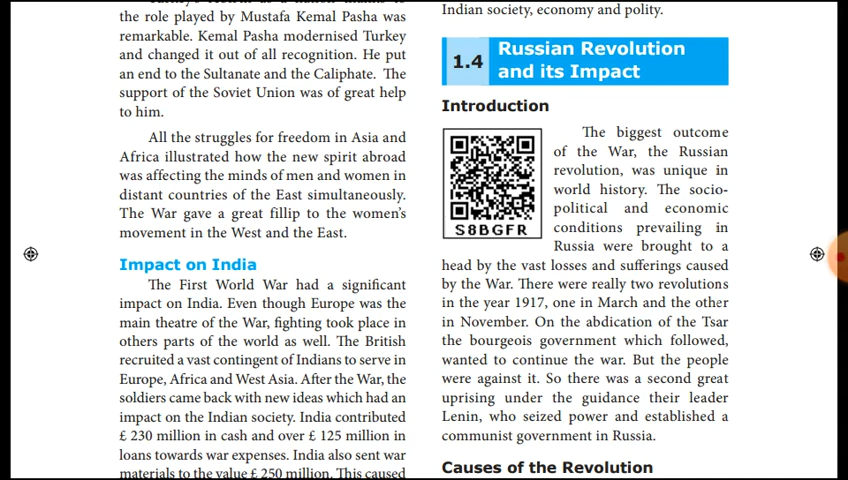 the role played by Mustafa Kemal Pasha was
remarkable. Kemal Pasha modernised Turkey
and changed it out of all recognition. He put
an end to the Sultanate and the Caliphate. The
support of the Soviet Union was of great help
to him.
All the struggles for freedom in Asia and
Africa illustrated how the new spirit abroad
was affecting the minds of men and women in
distant countries of the East simultaneously.
The War gave a great fillip to the women's
movement in the West and the East.
Impact on India
The First World War had a significant
impact on India. Even though Europe was the
main theatre of the War, fighting took place in
others parts of the world as well. The British
recruited a vast contingent of Indians to serve in
Europe, Africa and West Asia. After the War, the
soldiers came back with new ideas which had an
impact on the Indian society. India contributed
£ 230 million in cash and over £ 125 million in
loans towards war expenses. India also sent war
materials to the value £ 250 million. This caused
Indian society, economy and polity.
1.4 Russian Revolution
and its Impact
Introduction
S8BGFR
The biggest outcome
of the War, the Russian
revolution, was unique in
world history. The socio-
political and economic
conditions prevailing in
Russia were brought to a
head by the vast losses and sufferings caused
by the War. There were really two revolutions
in the year 1917, one in March and the other
in November. On the abdication of the Tsar
the bourgeois government which followed,
wanted to continue the war. But the people
were against it. So there was a second great
uprising under the guidance their leader
Lenin, who seized power and established a
communist government in Russia.
Causes of the Revolution